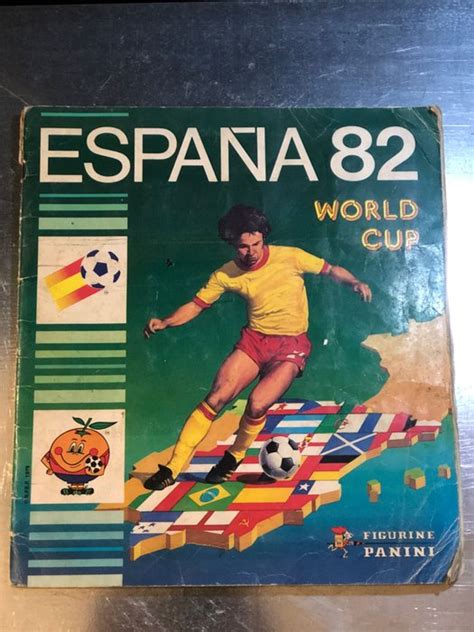 ESPAÑA 82
WORLD
CUP
FIGURINE
PANINI